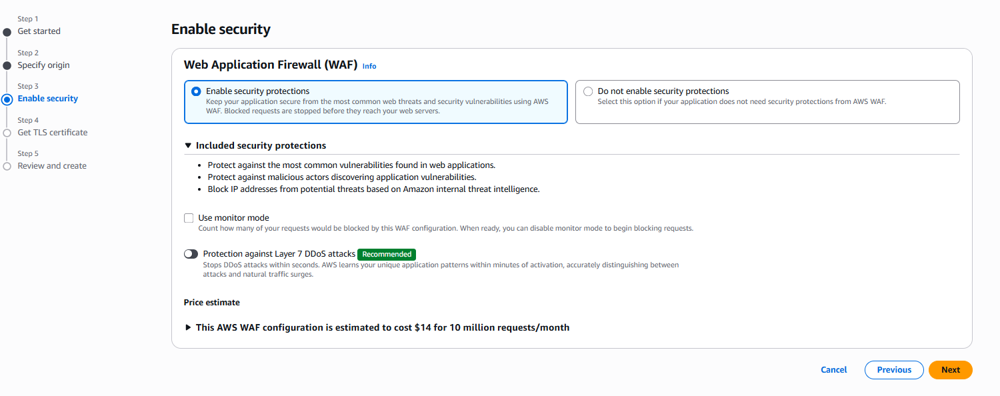 Step 1
Get started
Step 2
Specify origin
Step 3
Enable security
Step 4
Get TLS certificate
Step 5
Review and create
Enable security
Web Application Firewall (WAF) Info
Enable security protections
Keep your application secure from the most common web threats and security vulnerabilities using AWS
WAF. Blocked requests are stopped before they reach your web servers.
Do not enable security protections
Select this option if your application does not need security protections from AWS WAF.
Included security protections
• Protect against the most common vulnerabilities found in web applications.
• Protect against malicious actors discovering application vulnerabilities.
• Block IP addresses from potential threats based on Amazon internal threat intelligence.
Use monitor mode
Count how many of your requests would be blocked by this WAF configuration. When ready, you can disable monitor mode to begin blocking requests.
Protection against Layer 7 DDoS attacks Recommended
Stops DDoS attacks within seconds. AWS learns your unique application patterns within minutes of activation, accurately distinguishing between
attacks and natural traffic surges.
Price estimate
This AWS WAF configuration is estimated to cost $14 for 10 million requests/month
Cancel Previous Next